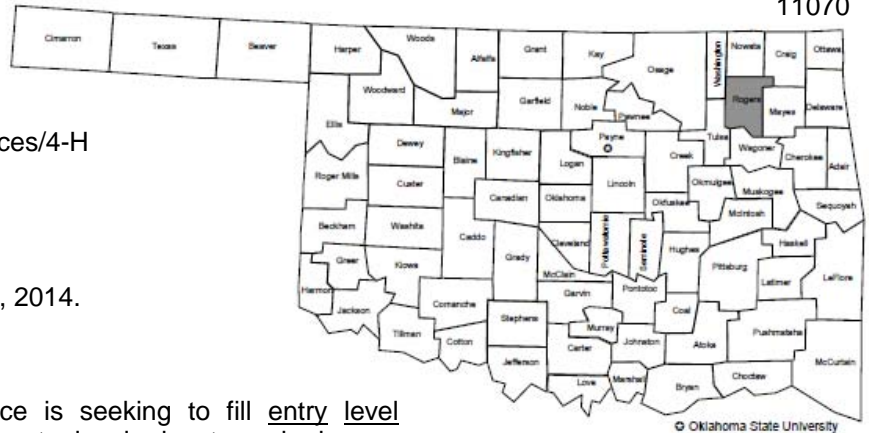 11070
Cimarron Texas Beaver Harper Woods Alfalfa Grant Kay Osage Washington Nowata Craig Ottawa
Woodward Major Garfield Noble Pawnee Rogers Mayes Delaware
ces/4-H
Ellis Dewey Blaine Kingfisher Logan Payne Creek Tulsa Wagoner Cherokee Adair
Roger Mills Custer Canadian Oklahoma Lincoln Okfuskee Okmulgee Muskogee Sequoyah
Beckham Washita Caddo Grady Cleveland Pottawatomie Seminole Hughes McIntosh Haskell
Greer Kiowa McClain Pittsburg Latimer LeFlore
, 2014.
Harmon Jackson Comanche Garvin Pontotoc Coal
Tillman Cotton Stephens Murray Johnston Atoka Pushmataha
Jefferson Carter Love Marshall Bryan Choctaw McCurtain
ce is seeking to fill entry level
Oklahoma State University